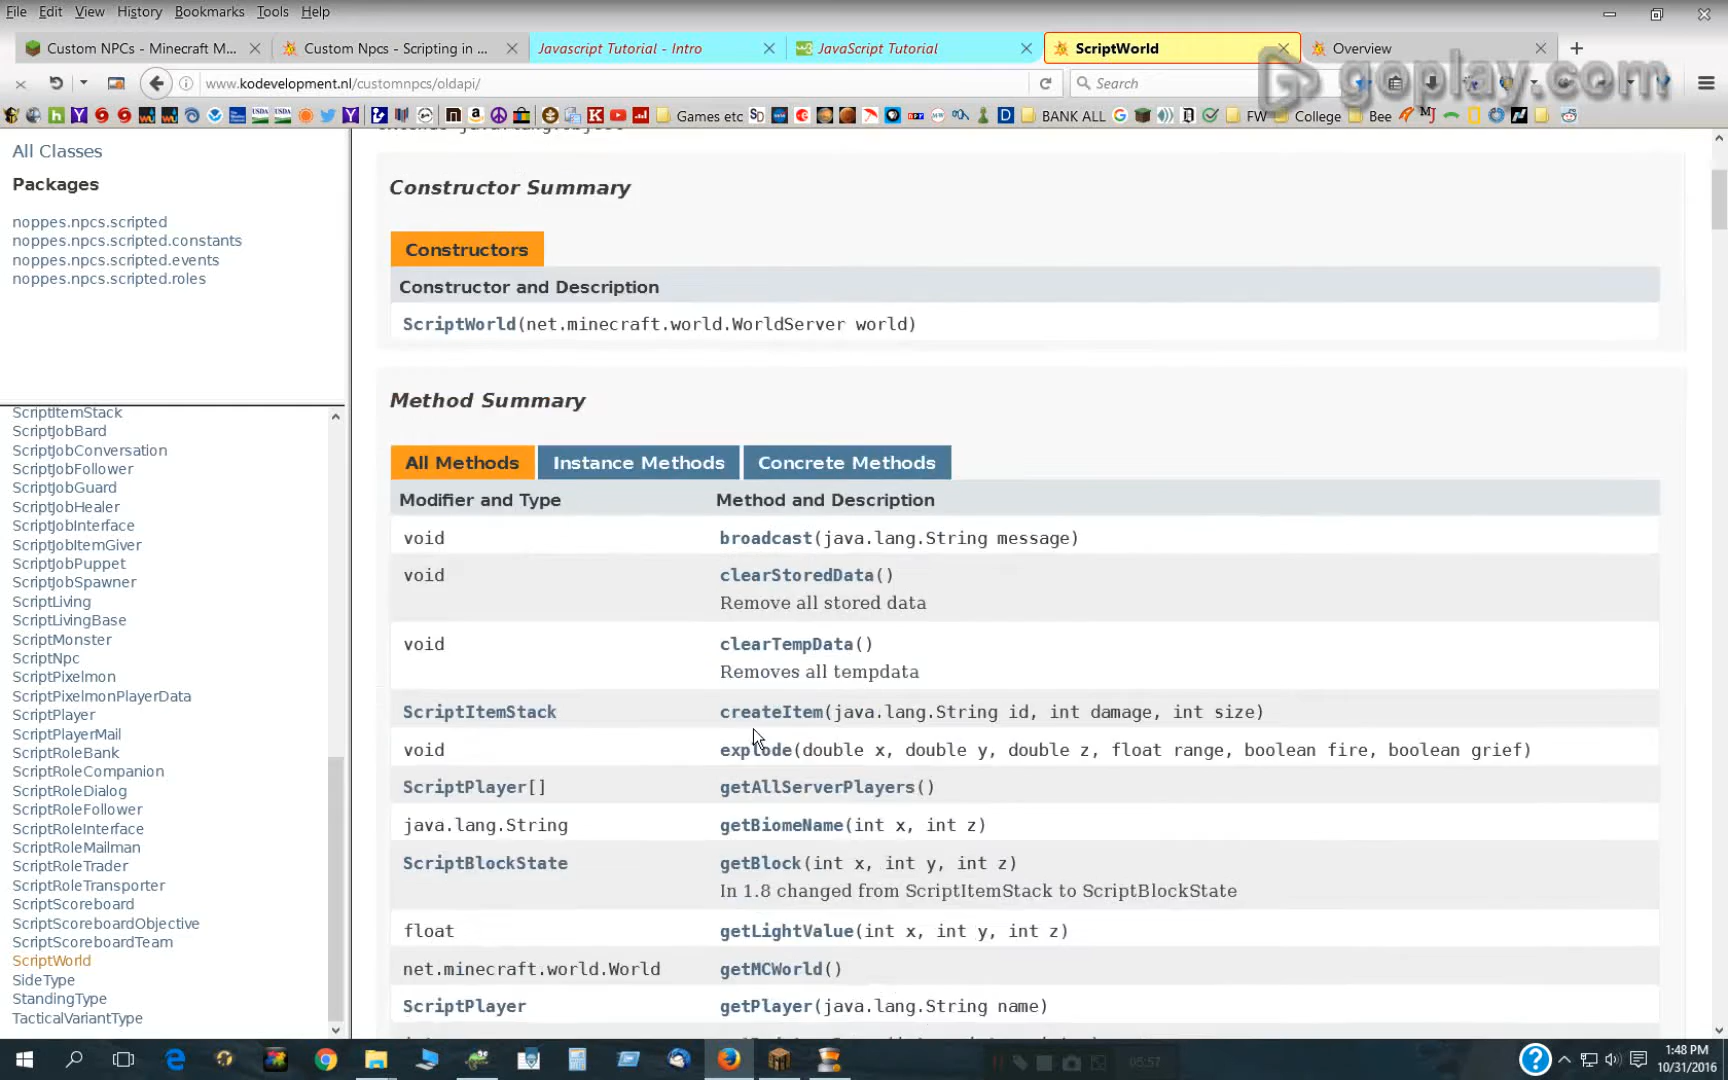 File Edit View History Bookmarks Tools Help
Custom NPCs - Minecraft M...
Custom Npcs - Scripting in ...
Javascript Tutorial - Intro
JavaScript Tutorial
ScriptWorld
Overview
goplay.com
www.kodevelopment.nl/customnpcs/oldapi/
Search
Games etc
BANK ALL
FW
College
Bee
All Classes
Packages
noppes.npcs.scripted
noppes.npcs.scripted.constants
noppes.npcs.scripted.events
noppes.npcs.scripted.roles
ScriptItemStack
ScriptJobBard
ScriptJobConversation
ScriptJobFollower
ScriptJobGuard
ScriptJobHealer
ScriptJobInterface
ScriptJobItemGiver
ScriptJobPuppet
ScriptJobSpawner
ScriptLiving
ScriptLivingBase
ScriptMonster
ScriptNpc
ScriptPixelmon
ScriptPixelmonPlayerData
ScriptPlayer
ScriptPlayerMail
ScriptRoleBank
ScriptRoleCompanion
ScriptRoleDialog
ScriptRoleFollower
ScriptRoleInterface
ScriptRoleMailman
ScriptRoleTrader
ScriptRoleTransporter
ScriptScoreboard
ScriptScoreboardObjective
ScriptScoreboardTeam
ScriptWorld
SideType
StandingType
TacticalVariantType
Constructor Summary
Constructors
Constructor and Description
ScriptWorld(net.minecraft.world.WorldServer world)
Method Summary
All Methods Instance Methods Concrete Methods
Modifier and Type Method and Description
void broadcast(java.lang.String message)
void clearStoredData()
Remove all stored data
void clearTempData()
Removes all tempdata
ScriptItemStack createItem(java.lang.String id, int damage, int size)
void explode(double x, double y, double z, float range, boolean fire, boolean grief)
ScriptPlayer[] getAllServerPlayers()
java.lang.String getBiomeName(int x, int z)
ScriptBlockState getBlock(int x, int y, int z)
In 1.8 changed from ScriptItemStack to ScriptBlockState
float getLightValue(int x, int y, int z)
net.minecraft.world.World getMCWorld()
ScriptPlayer getPlayer(java.lang.String name)
05:57
1:48 PM
10/31/2016